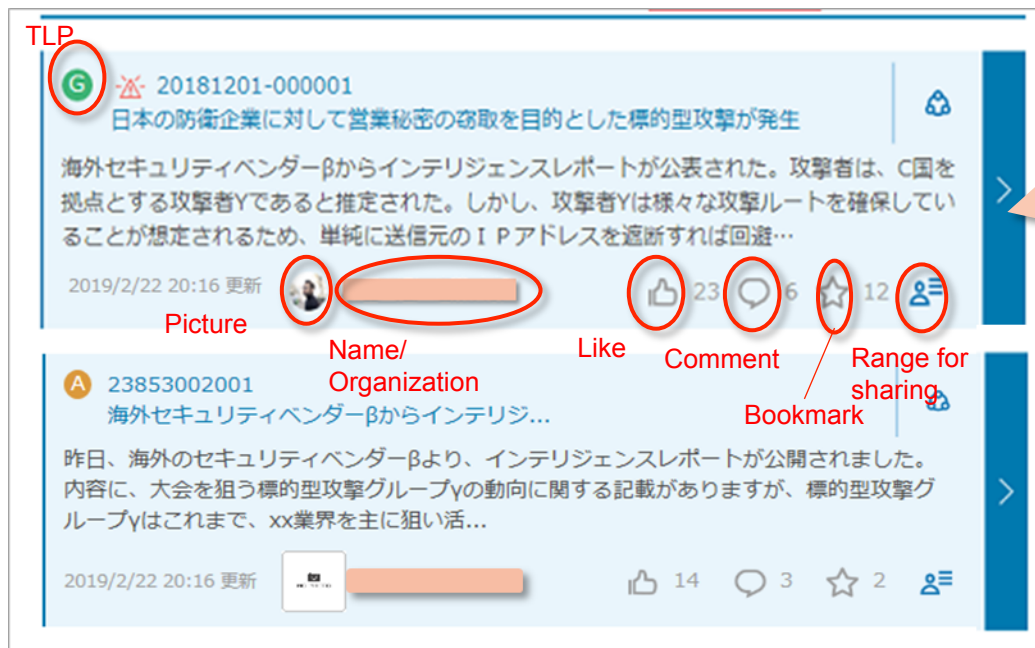 TLP
G 20181201-000001
日本の防衛企業に対して営業秘密の窃取を目的とした標的型攻撃が発生
海外セキュリティベンダーβからインテリジェンスレポートが公表された。攻撃者は、C国を
拠点とする攻撃者Yであると推定された。しかし、攻撃者Yは様々な攻撃ルートを確保してい
ることが想定されるため、単純に送信元のＩＰアドレスを遮断すれば回避…
2019/2/22 20:16 更新 23 6 12
Picture
Name/
Organization
Like
Comment
Bookmark
Range for
sharing
A 23853002001
海外セキュリティベンダーβからインテリジ...
昨日、海外のセキュリティベンダーβより、インテリジェンスレポートが公開されました。
内容に、大会を狙う標的型攻撃グループγの動向に関する記載がありますが、標的型攻撃グ
ループγはこれまで、xx業界を主に狙い活...
2019/2/22 20:16 更新 14 3 2